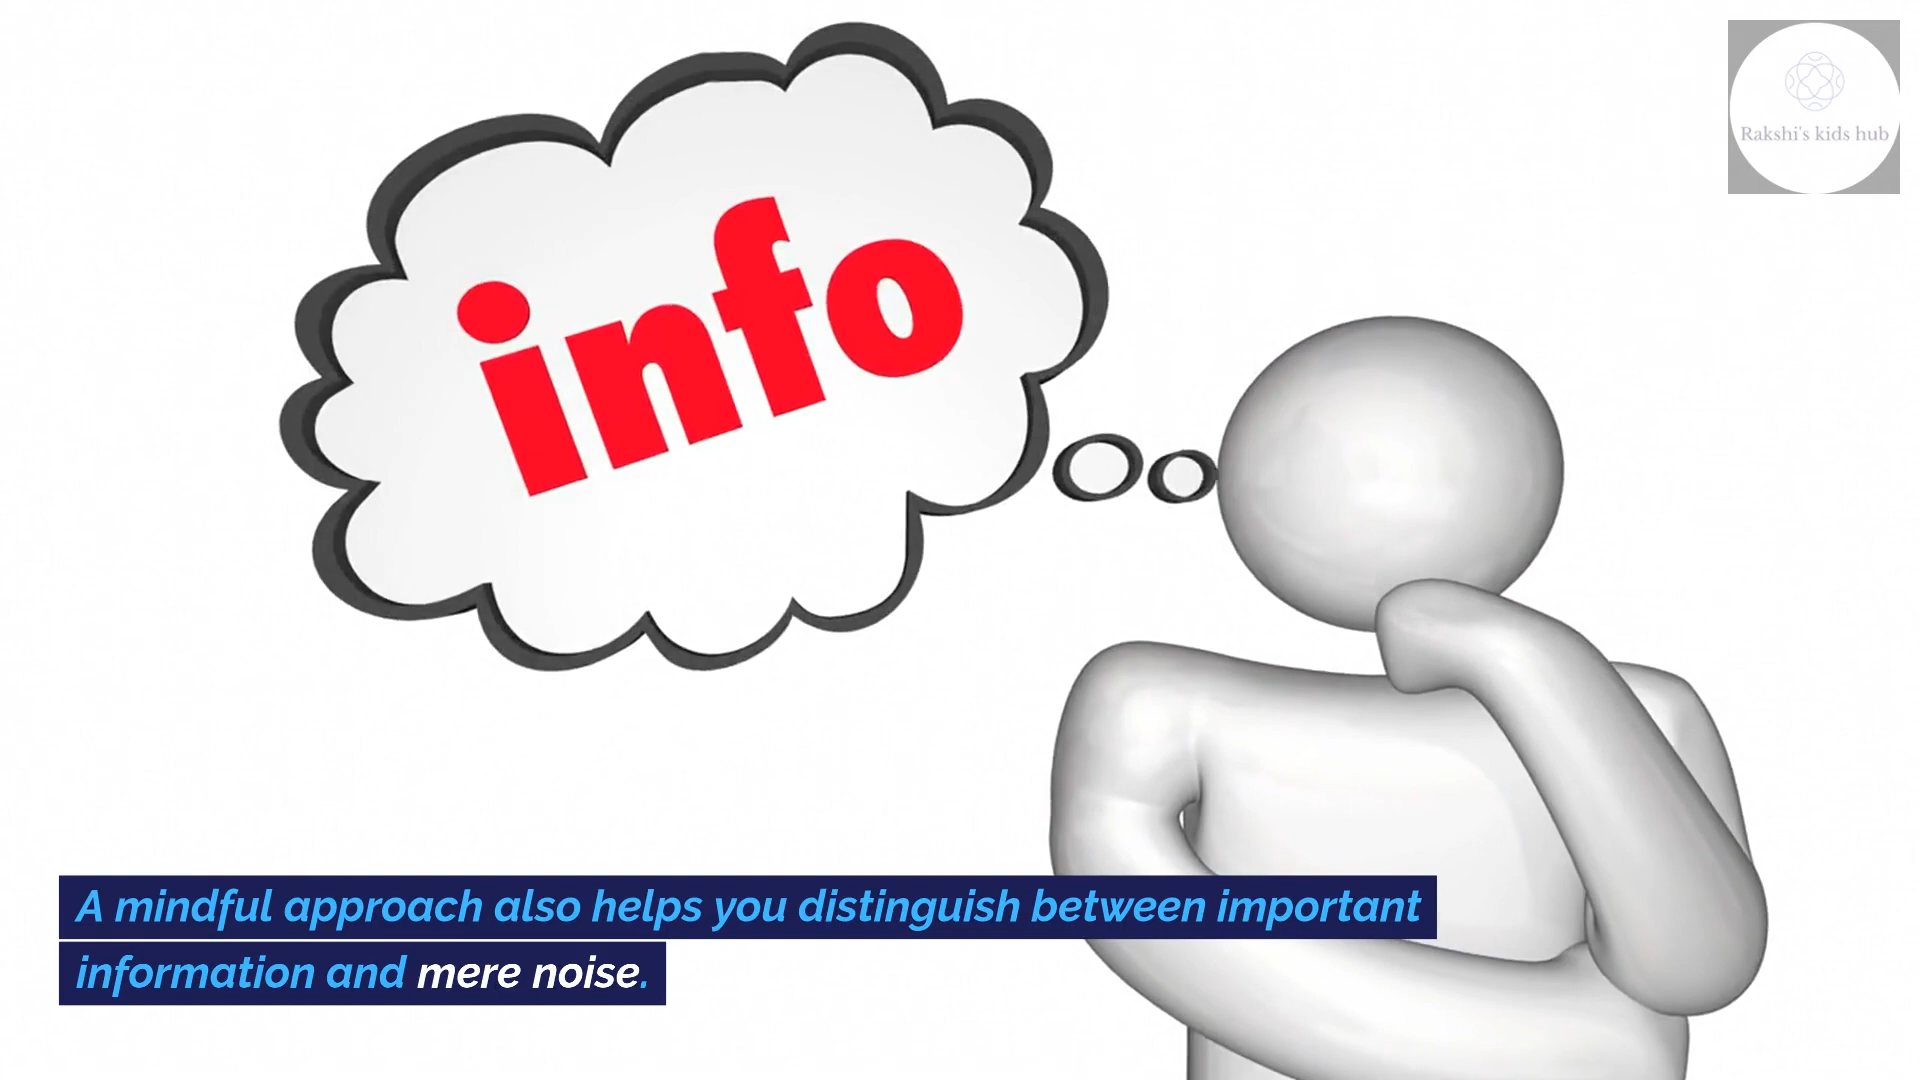 Rakshi's kids hub
info
A mindful approach also helps you distinguish between important
information and mere noise.